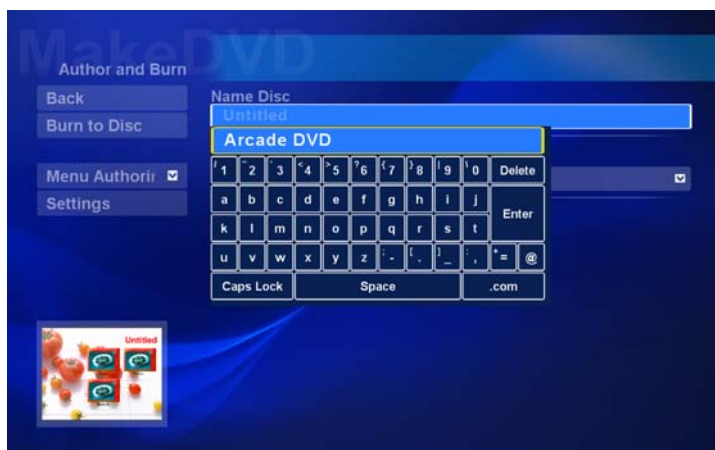 MakeDVD
Author and Burn
Back
Name Disc
Untitled
Burn to Disc
Arcade DVD
1 2 3 4 5 6 7 8 9 0 Delete
Menu Authorir
a b c d e f g h i j
Settings
Enter
k l m n o p q r s t
u v w x y z - . _ , = @
Caps Lock Space .com
Untitled